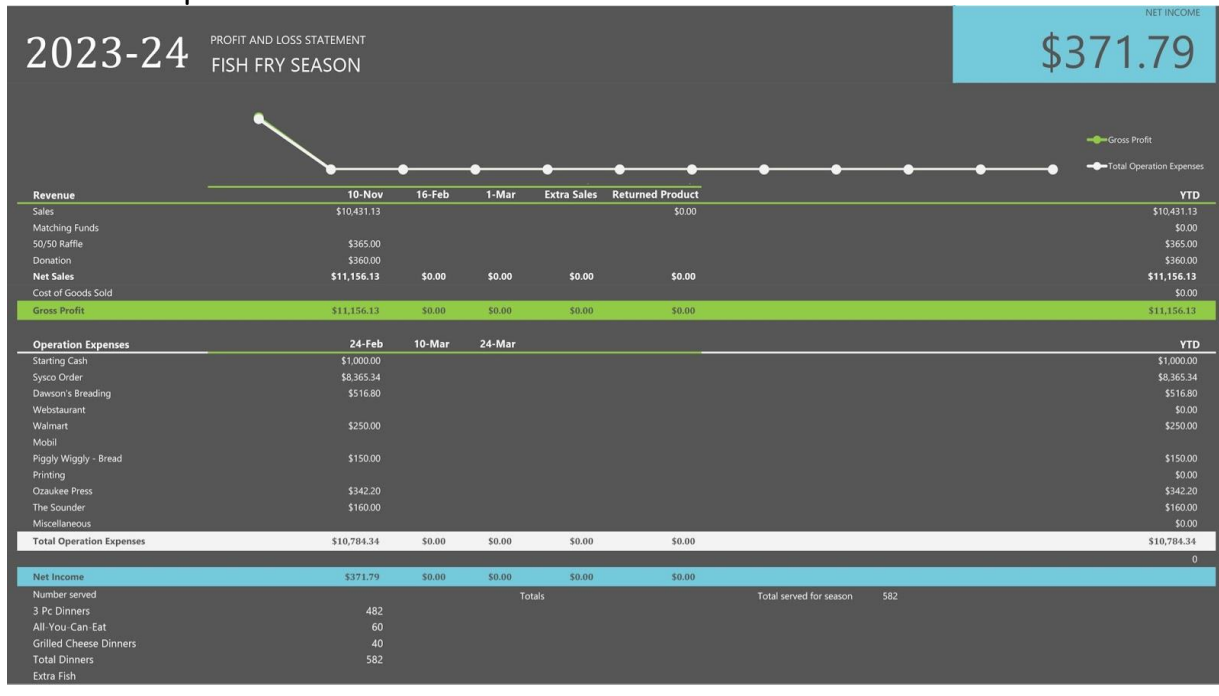 NET INCOME
2023-24 PROFIT AND LOSS STATEMENT
FISH FRY SEASON
$371.79
Gross Profit
Total Operation Expenses
Revenue 10-Nov 16-Feb 1-Mar Extra Sales Returned Product YTD
Sales $10,431.13 $0.00 $10,431.13
Matching Funds $0.00
50/50 Raffle $365.00 $365.00
Donation $360.00 $360.00
Net Sales $11,156.13 $0.00 $0.00 $0.00 $0.00 $11,156.13
Cost of Goods Sold $0.00
Gross Profit $11,156.13 $0.00 $0.00 $0.00 $0.00 $11,156.13
Operation Expenses 24-Feb 10-Mar 24-Mar YTD
Starting Cash $1,000.00 $1,000.00
Sysco Order $8,365.34 $8,365.34
Dawson's Breading $516.80 $516.80
Webstaurant $0.00
Walmart $250.00 $250.00
Mobil
Piggly Wiggly - Bread $150.00 $150.00
Printing $0.00
Ozaukee Press $342.20 $342.20
The Sounder $160.00 $160.00
Miscellaneous $0.00
Total Operation Expenses $10,784.34 $0.00 $0.00 $0.00 $0.00 $10,784.34
0
Net Income $371.79 $0.00 $0.00 $0.00 $0.00
Number served Totals Total served for season 582
3 Pc Dinners 482
All-You-Can-Eat 60
Grilled Cheese Dinners 40
Total Dinners 582
Extra Fish